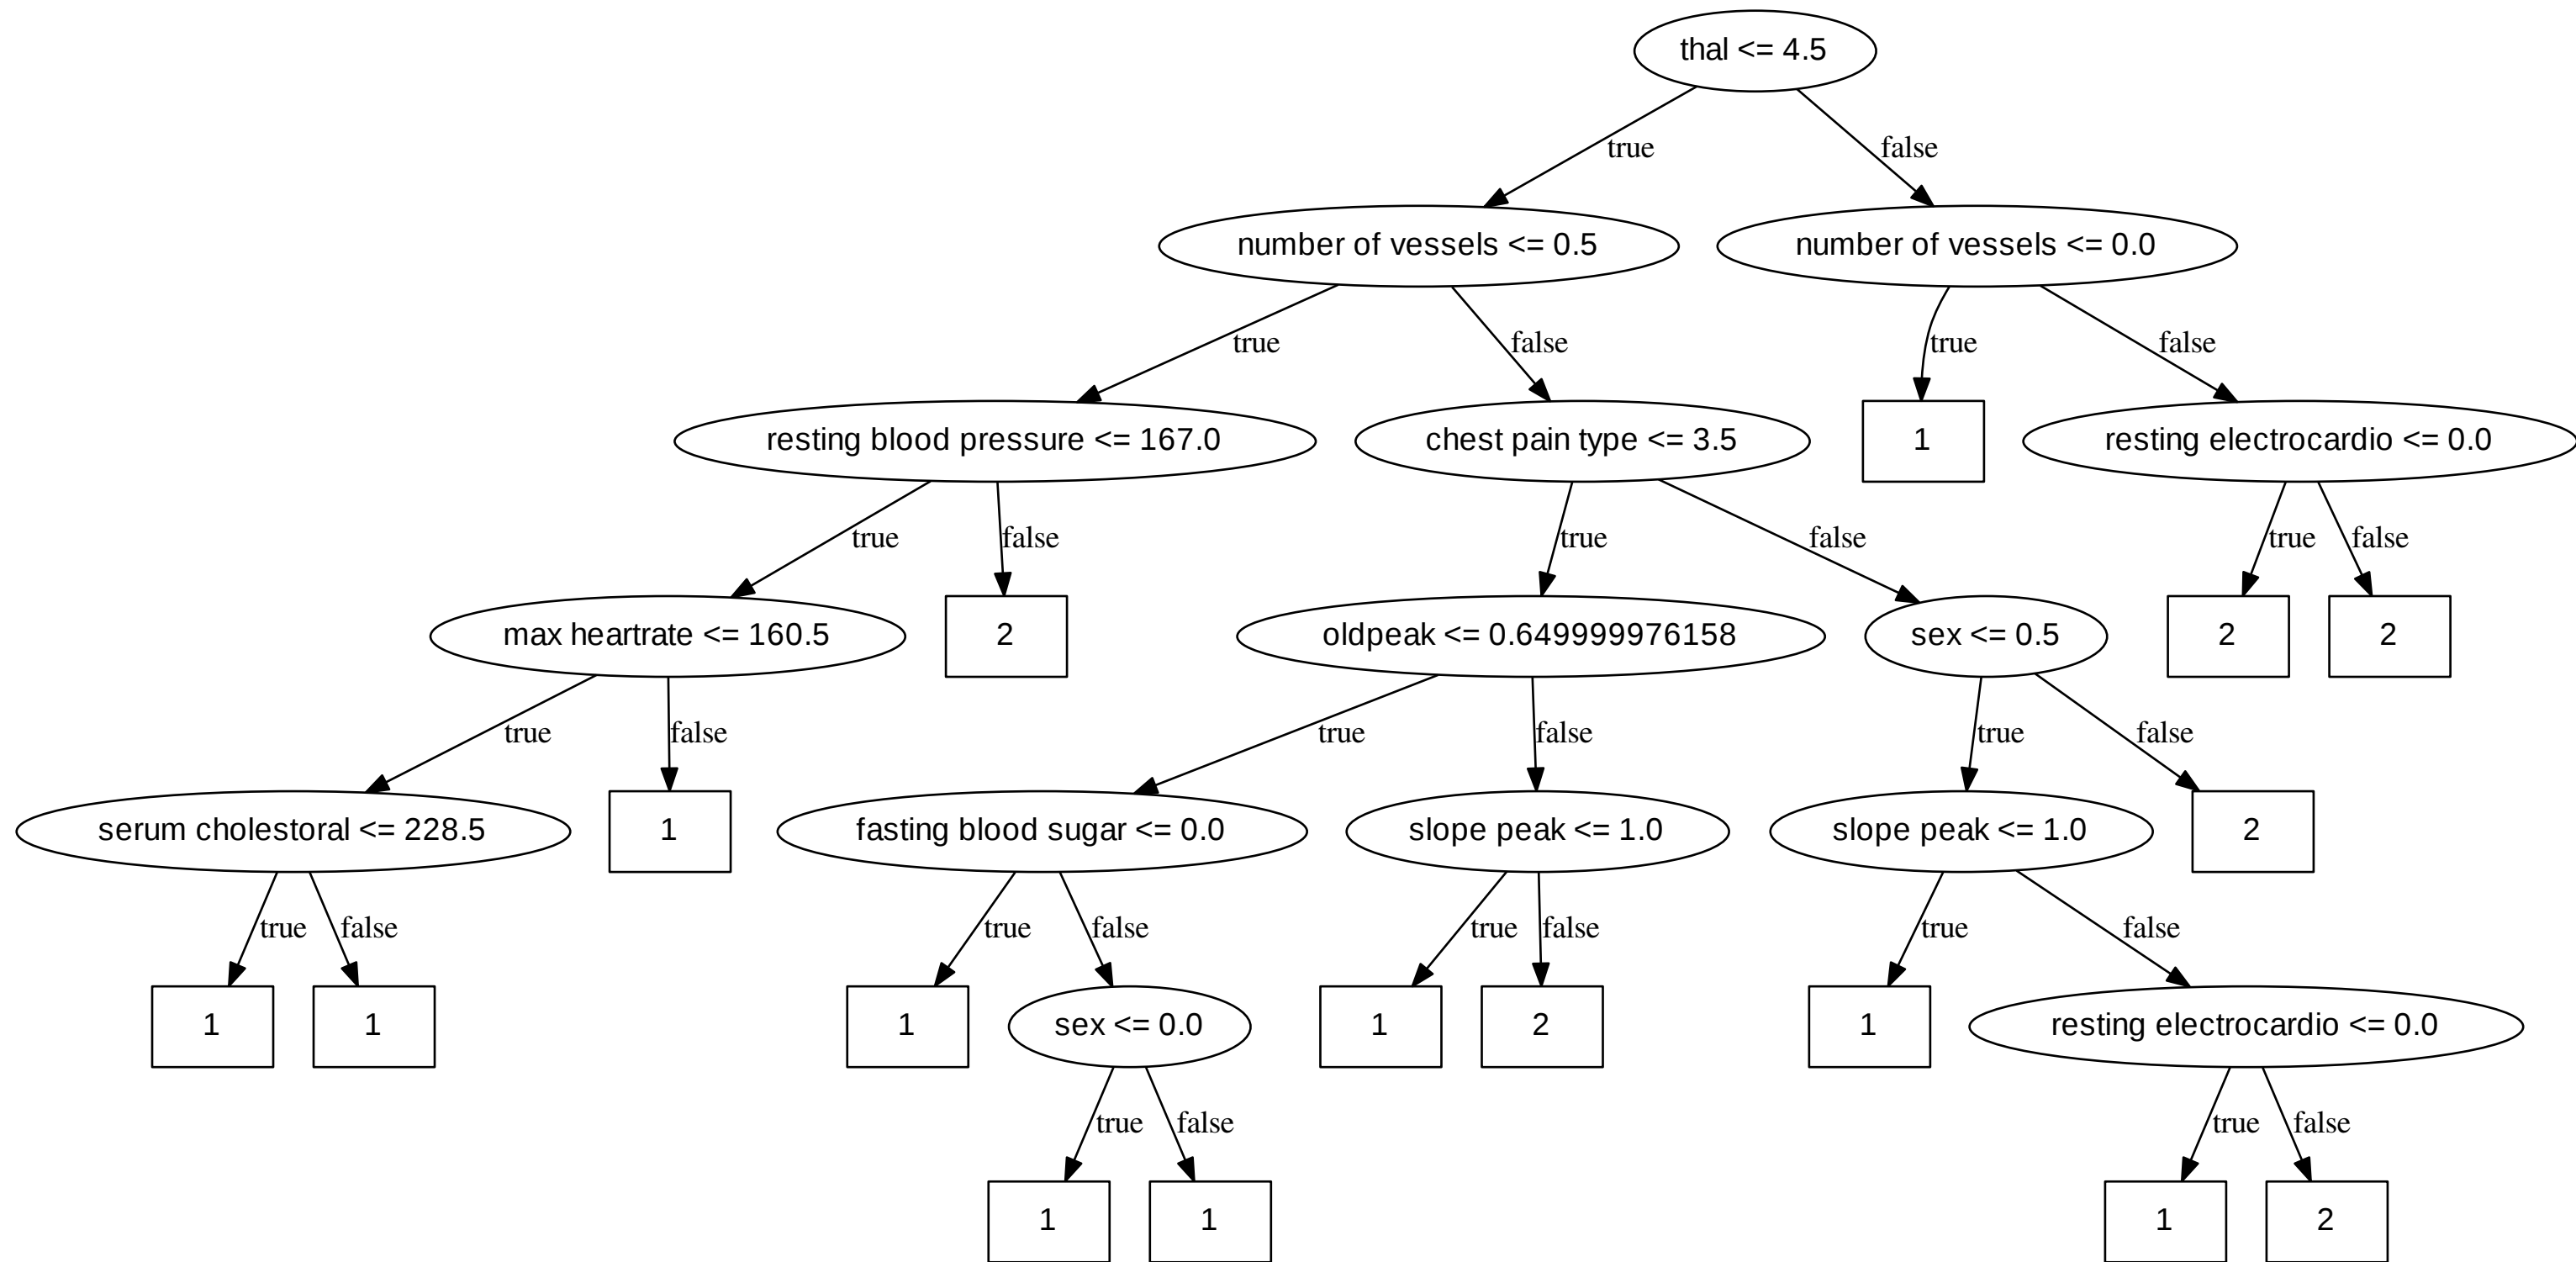 thal <= 4.5
true
false
number of vessels <= 0.5
number of vessels <= 0.0
true
false
true
false
resting blood pressure <= 167.0
chest pain type <= 3.5
1
resting electrocardio <= 0.0
true
false
true
false
true
false
max heartrate <= 160.5
2
oldpeak <= 0.649999976158
sex <= 0.5
2
2
true
false
true
false
true
false
serum cholestoral <= 228.5
1
fasting blood sugar <= 0.0
slope peak <= 1.0
slope peak <= 1.0
2
true
false
true
false
true
false
true
false
1
1
1
sex <= 0.0
1
2
1
resting electrocardio <= 0.0
true
false
true
false
1
1
1
2